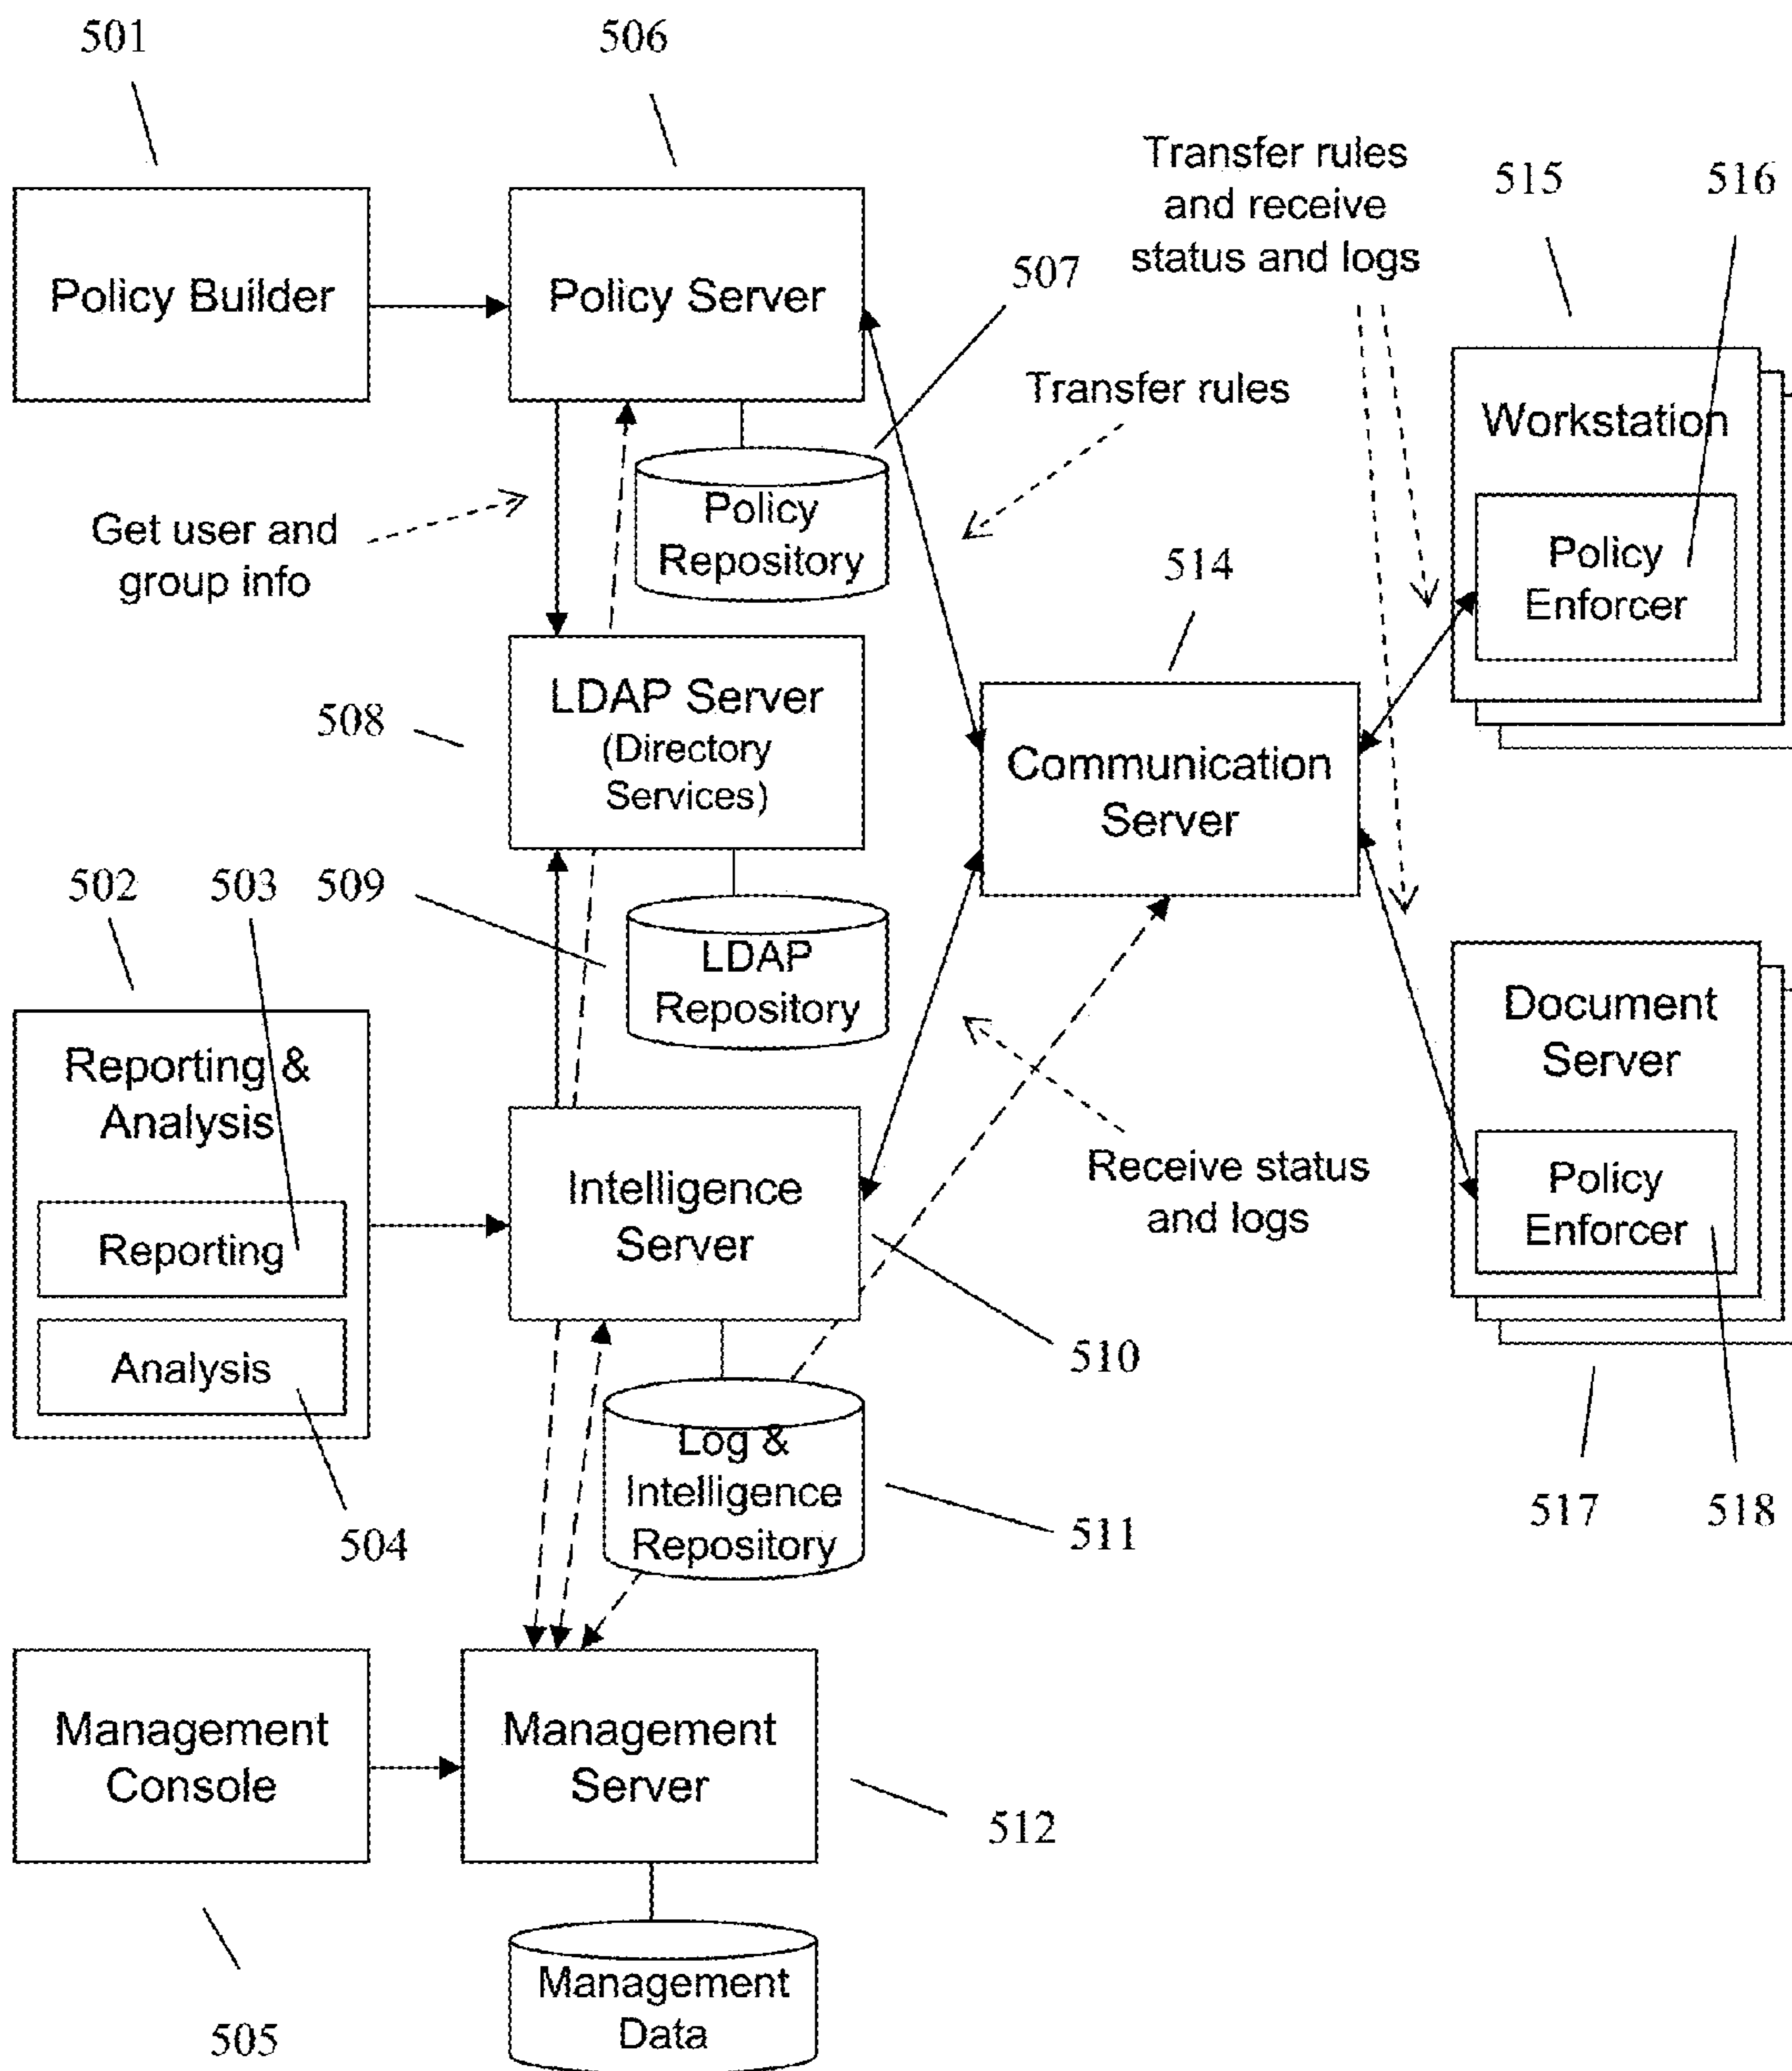 501
506
Transfer rules
and receive
status and logs
515
516
Policy Builder
Policy Server
507
Transfer rules
Workstation
Get user and
group info
Policy
Repository
514
Policy
Enforcer
508
LDAP Server
(Directory
Services)
Communication
Server
502
503
509
LDAP
Repository
Document
Server
Reporting &
Analysis
Intelligence
Server
Receive status
and logs
Policy
Enforcer
Reporting
Analysis
510
504
Log &
Intelligence
Repository
511
517
518
Management
Console
Management
Server
512
505
Management
Data